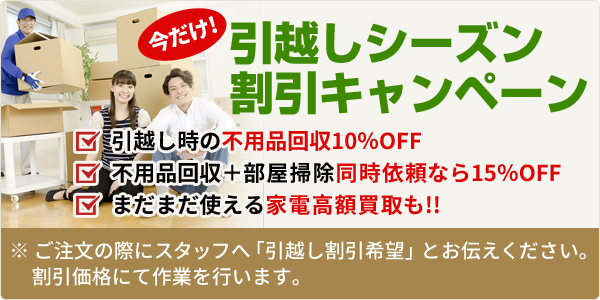 今だけ!
引越しシーズン
割引キャンペーン
引越し時の不用品回収10%OFF
不用品回収+部屋掃除同時依頼なら15%OFF
まだまだ使える家電高額買取も!!
※ ご注文の際にスタッフへ「引越し割引希望」とお伝えください。
割引価格にて作業を行います。